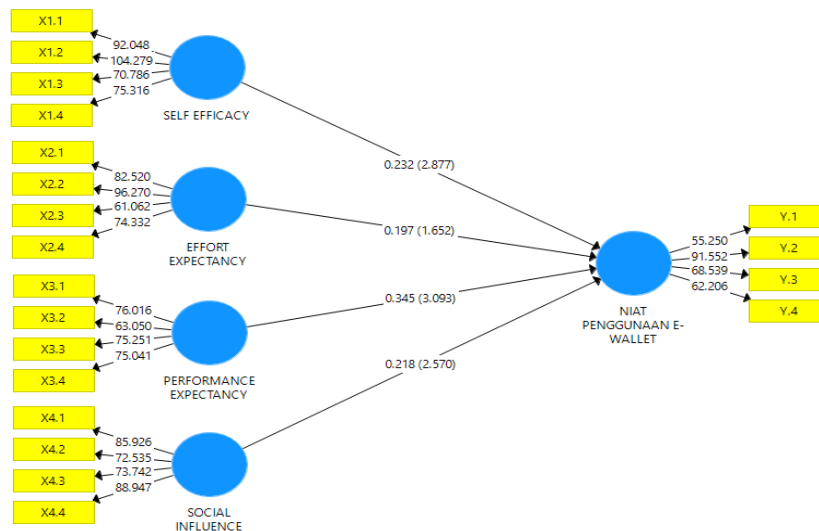 X1.1
X1.2
X1.3
X1.4
92.048
104.279
70.786
75.316
SELF EFFICACY
X2.1
X2.2
X2.3
X2.4
82.520
96.270
61.062
74.332
EFFORT
EXPECTANCY
X3.1
X3.2
X3.3
X3.4
76.016
63.050
75.251
75.041
PERFORMANCE
EXPECTANCY
X4.1
X4.2
X4.3
X4.4
85.926
72.535
73.742
88.947
SOCIAL
INFLUENCE
0.232 (2.877)
0.197 (1.652)
0.345 (3.093)
0.218 (2.570)
NIAT
PENGGUNAAN E-
WALLET
55.250
91.552
68.539
62.206
Y.1
Y.2
Y.3
Y.4